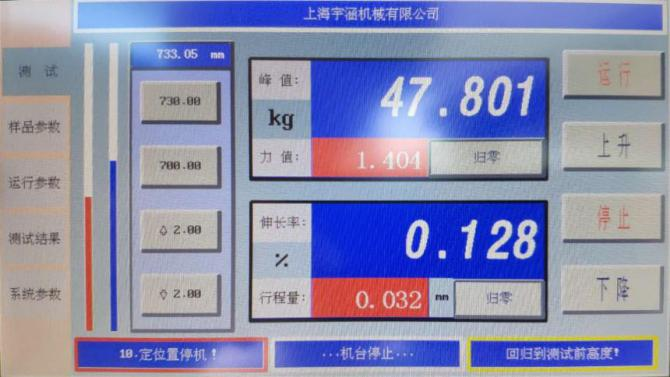 上海宇涵机械有限公司
测 试
样品参数
运行参数
测试结果
系统参数
733.05 mm
730.00
700.00
⇧ 2.00
⇩ 2.00
峰 值:
47.801
kg
力 值:
1.404
归零
伸长率:
0.128
%
行程量:
0.032
mm
归零
运行
上升
停止
下降
10.定位置停机！
···机台停止···
回归到测试前高度！